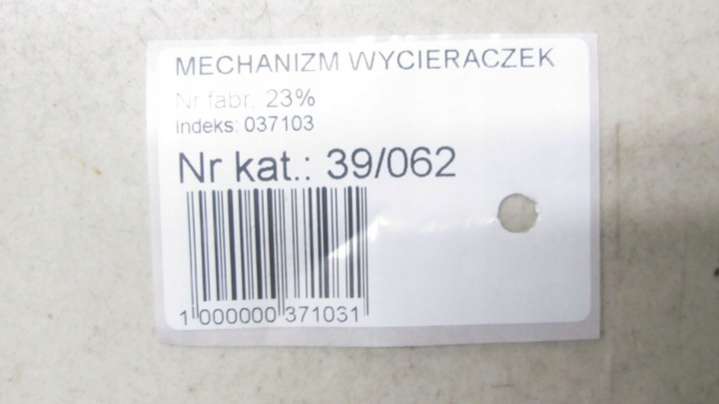 MECHANIZM WYCIERACZEK
Nr fabr. 23%
Indeks: 037103
Nr kat.: 39/062
1 000000 371031